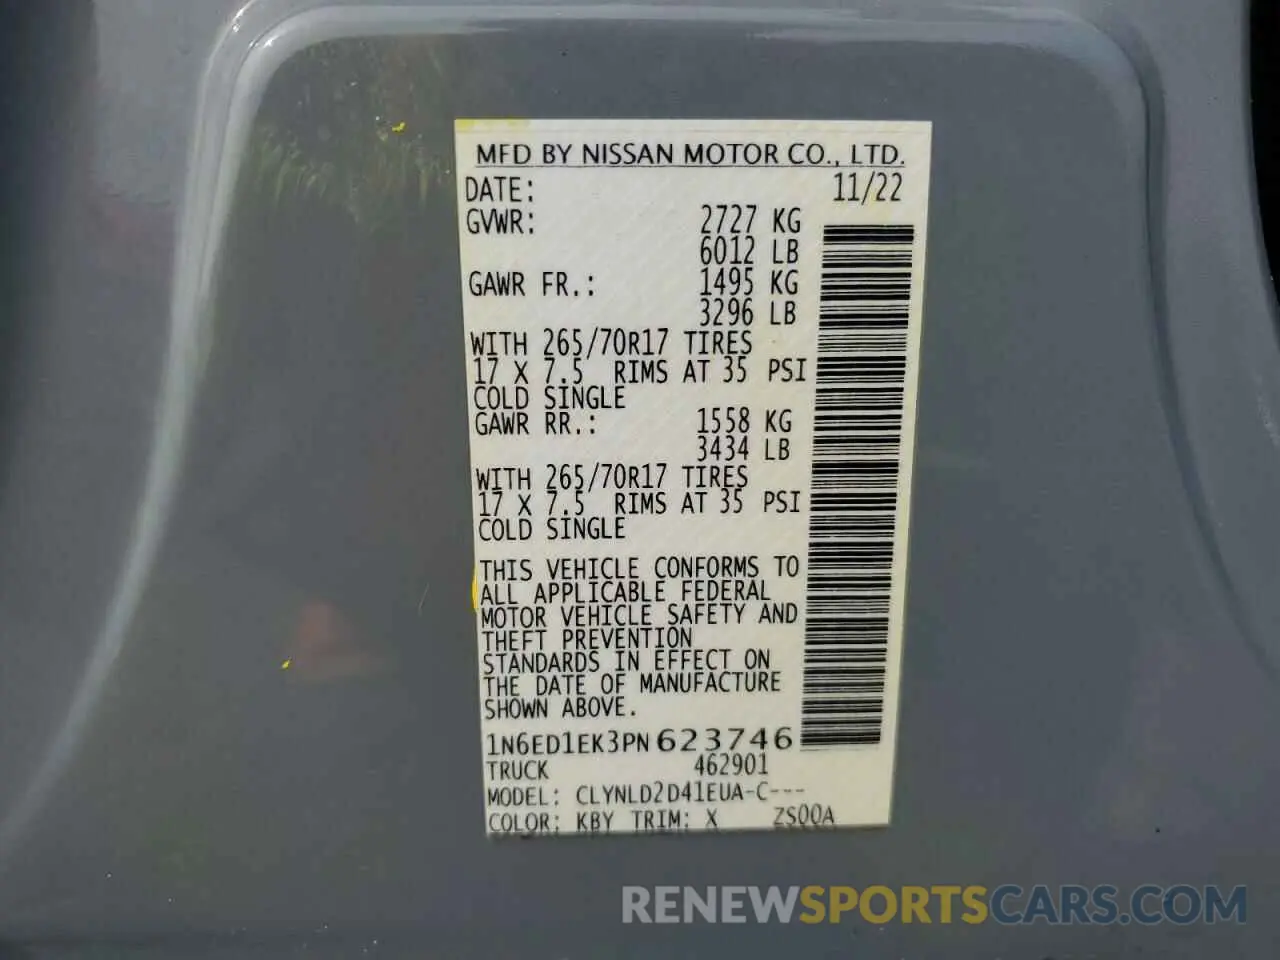 MFD BY NISSAN MOTOR CO., LTD.
DATE: 11/22
GVWR: 2727 KG
6012 LB
GAWR FR.: 1495 KG
3296 LB
WITH 265/70R17 TIRES
17 X 7.5 RIMS AT 35 PSI
COLD SINGLE
GAWR RR.: 1558 KG
3434 LB
WITH 265/70R17 TIRES
17 X 7.5 RIMS AT 35 PSI
COLD SINGLE
THIS VEHICLE CONFORMS TO
ALL APPLICABLE FEDERAL
MOTOR VEHICLE SAFETY AND
THEFT PREVENTION
STANDARDS IN EFFECT ON
THE DATE OF MANUFACTURE
SHOWN ABOVE.
1N6ED1EK3PN623746
TRUCK 462901
MODEL: CLYNLD2D41EUA-C---
COLOR: KBY TRIM: X ZS00A
RENEWSPORTSCARS.COM